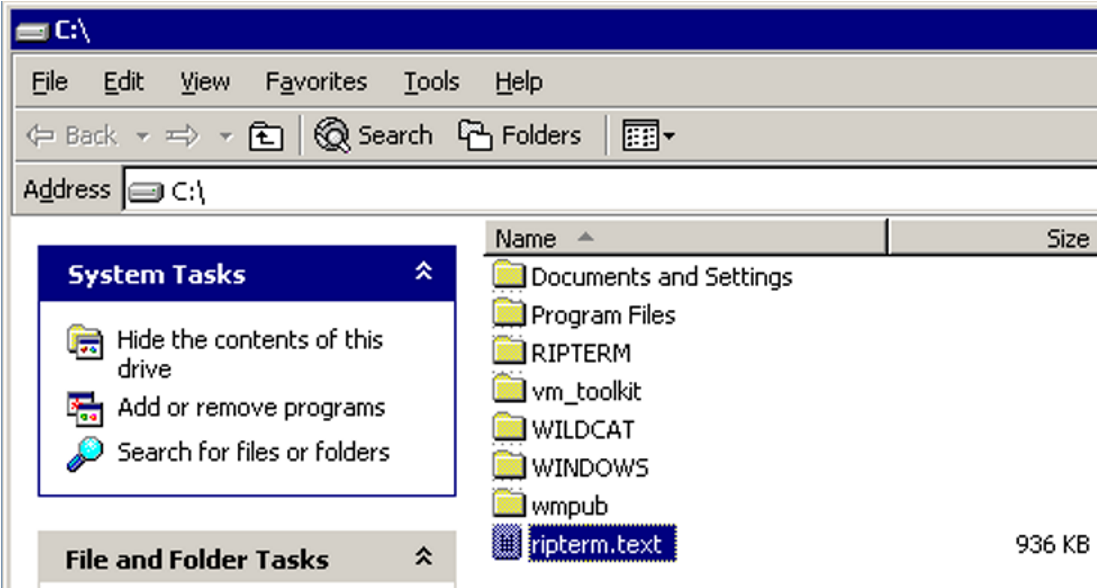 C:\
File Edit View Favorites Tools Help
Back Search Folders
Address C:\
Name Size
System Tasks
Hide the contents of this
drive
Add or remove programs
Search for files or folders
File and Folder Tasks
Documents and Settings
Program Files
RIPTERM
vm_toolkit
WILDCAT
WINDOWS
wmpub
ripterm.text 936 KB